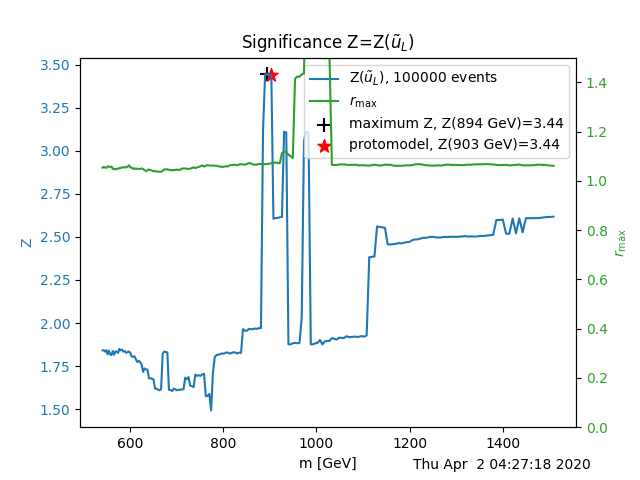 Significance Z=Z(ũ_L)
Z(ũ_L), 100000 events
r_max
maximum Z, Z(894 GeV)=3.44
protomodel, Z(903 GeV)=3.44
3.50
3.25
3.00
2.75
2.50
2.25
2.00
1.75
1.50
Z
1.4
1.2
1.0
0.8
0.6
0.4
0.2
0.0
r_max
600 800 1000 1200 1400
m [GeV]
Thu Apr 2 04:27:18 2020